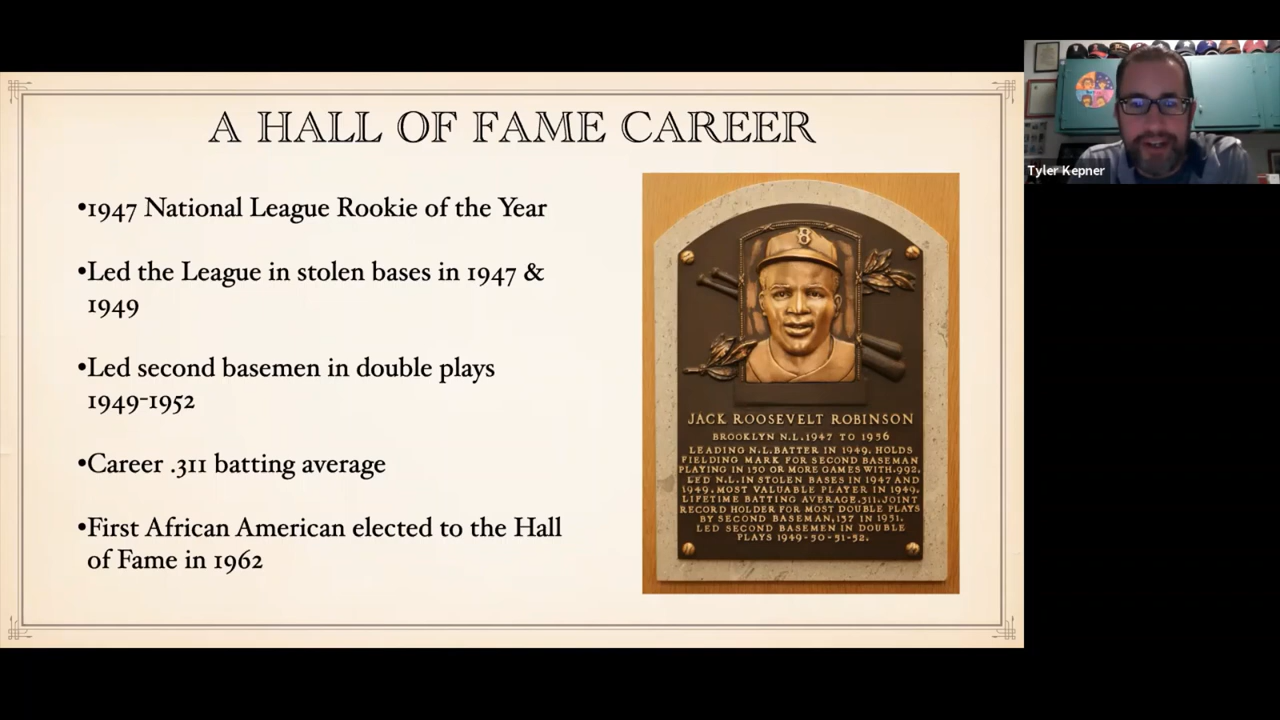 A HALL OF FAME CAREER
•1947 National League Rookie of the Year
•Led the League in stolen bases in 1947 &
1949
•Led second basemen in double plays
1949-1952
•Career .311 batting average
•First African American elected to the Hall
of Fame in 1962
B
JACK ROOSEVELT ROBINSON
BROOKLYN N.L. 1947 TO 1956
LEADING N.L. BATTER IN 1949. HOLDS
FIELDING MARK FOR SECOND BASEMAN
PLAYING IN 150 OR MORE GAMES WITH .992.
LED N.L. IN STOLEN BASES IN 1947 AND
1949. MOST VALUABLE PLAYER IN 1949.
LIFETIME BATTING AVERAGE .311. JOINT
RECORD HOLDER FOR MOST DOUBLE PLAYS
BY SECOND BASEMAN, 137 IN 1951.
LED SECOND BASEMEN IN DOUBLE
PLAYS 1949-50-51-52.
Tyler Kepner